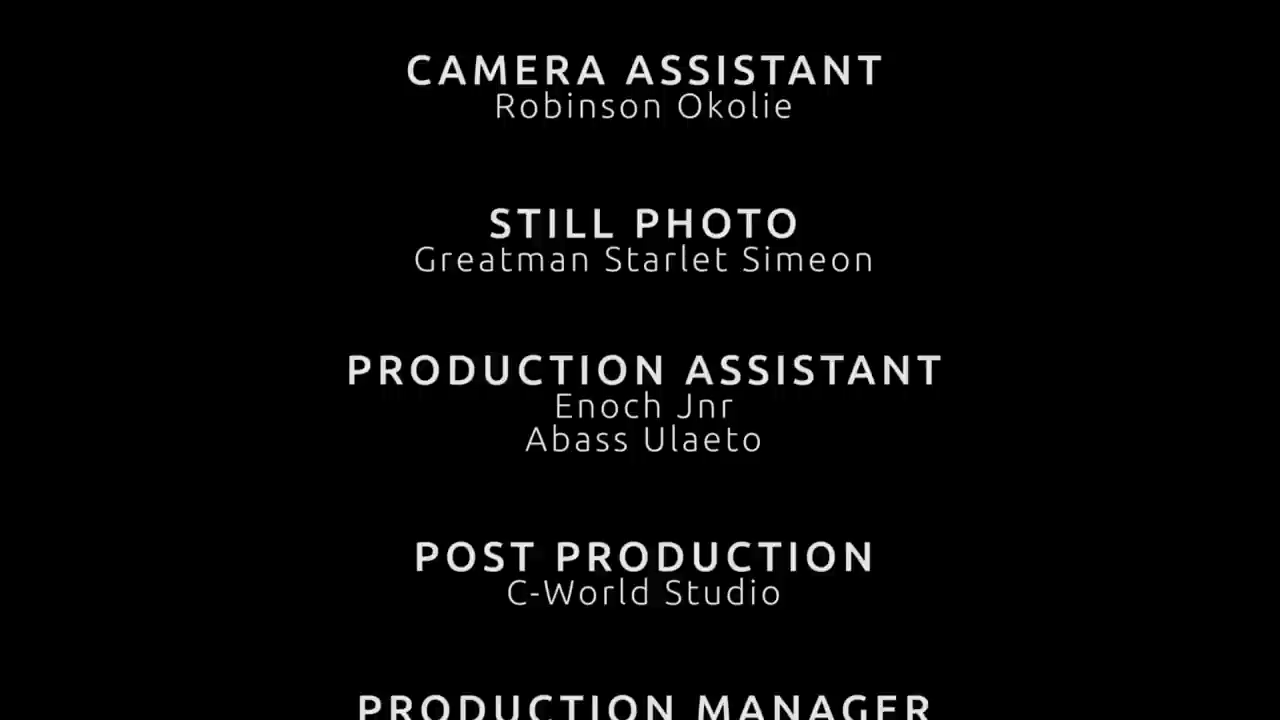 CAMERA ASSISTANT
Robinson Okolie
STILL PHOTO
Greatman Starlet Simeon
PRODUCTION ASSISTANT
Enoch Jnr
Abass Ulaeto
POST PRODUCTION
C-World Studio
PRODUCTION MANAGER